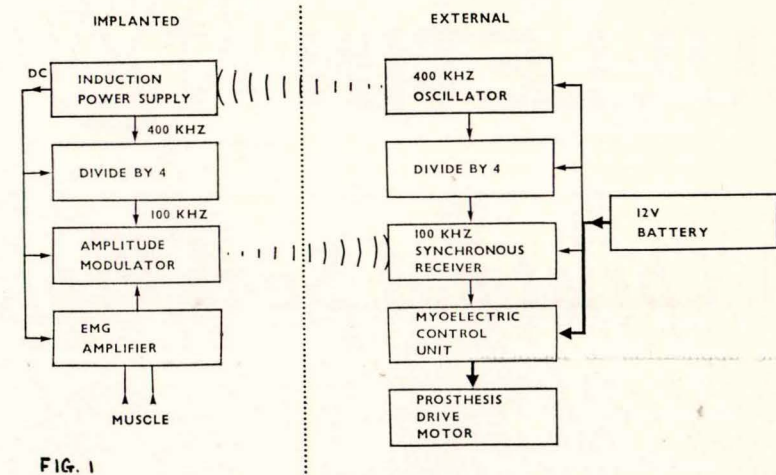 IMPLANTED
EXTERNAL
DC
INDUCTION
POWER SUPPLY
400 KHZ
DIVIDE BY 4
100 KHZ
AMPLITUDE
MODULATOR
EMG
AMPLIFIER
MUSCLE
400 KHZ
OSCILLATOR
DIVIDE BY 4
100 KHZ
SYNCHRONOUS
RECEIVER
MYOELECTRIC
CONTROL
UNIT
PROSTHESIS
DRIVE
MOTOR
12V
BATTERY
FIG. 1